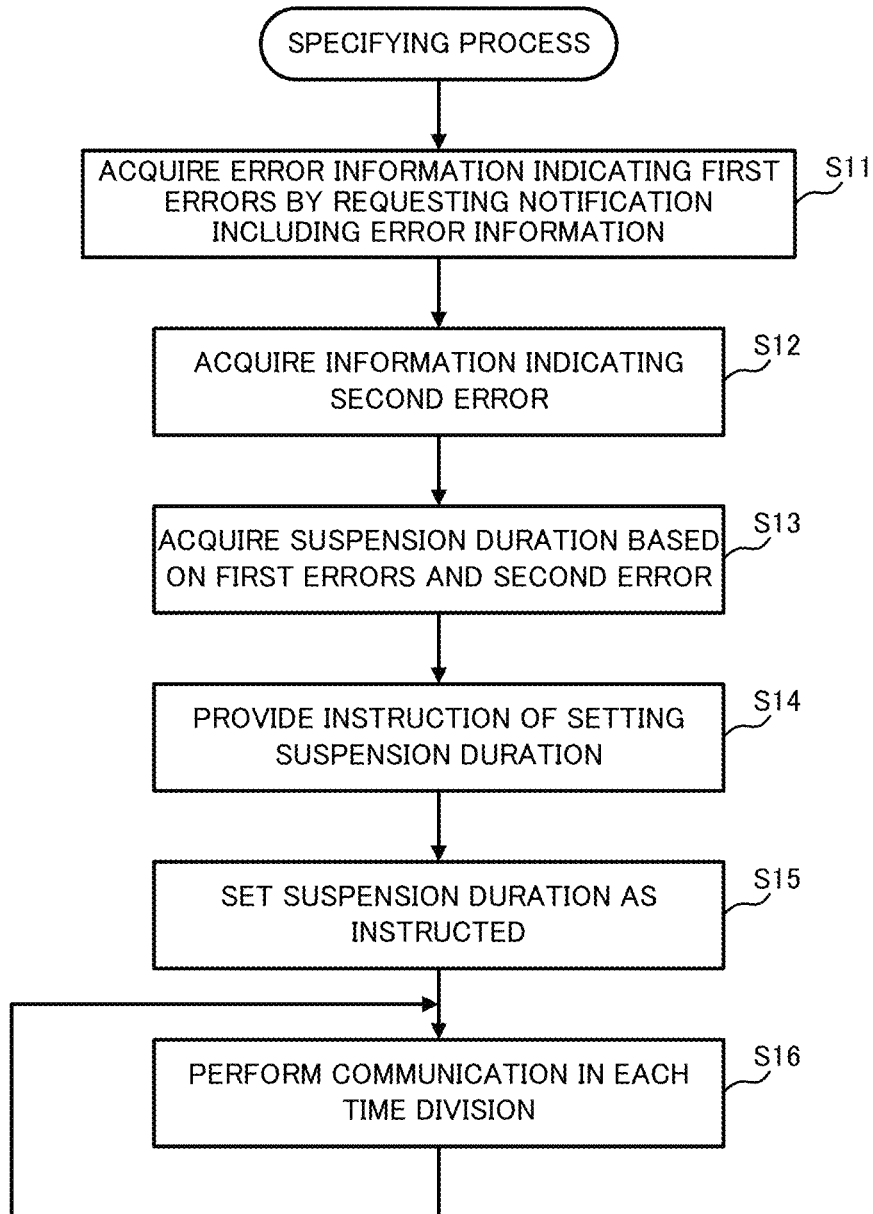 SPECIFYING PROCESS
ACQUIRE ERROR INFORMATION INDICATING FIRST
ERRORS BY REQUESTING NOTIFICATION
INCLUDING ERROR INFORMATION
S11
ACQUIRE INFORMATION INDICATING
SECOND ERROR
S12
ACQUIRE SUSPENSION DURATION BASED
ON FIRST ERRORS AND SECOND ERROR
S13
PROVIDE INSTRUCTION OF SETTING
SUSPENSION DURATION
S14
SET SUSPENSION DURATION AS
INSTRUCTED
S15
PERFORM COMMUNICATION IN EACH
TIME DIVISION
S16